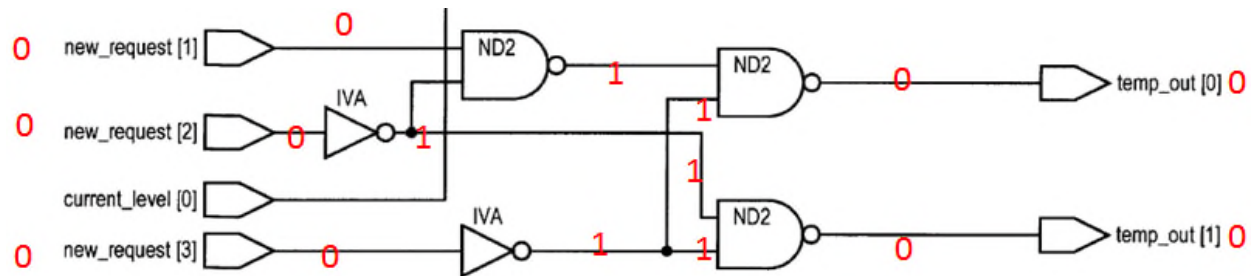 0 new_request [1] 0 ND2 1 ND2 0 temp_out [0] 0
IVA 1
0 new_request [2] 0 1
1
current_level [0]
IVA ND2
0 new_request [3] 0 1 1 0 temp_out [1] 0